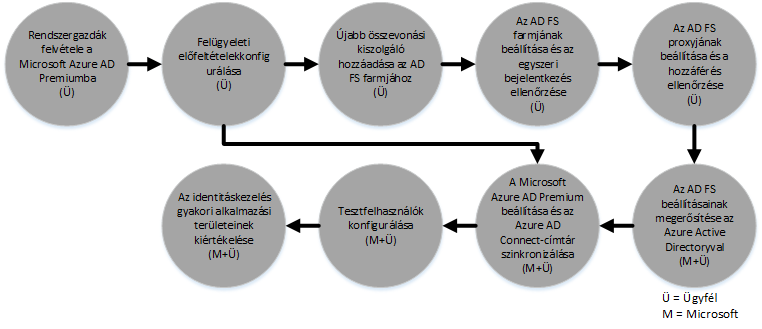 Rendszergazdák
felvétele a
Microsoft Azure AD
Premiumba
(Ü)
Felügyeleti
előfeltételekkonfig
urálása
(Ü)
Újabb összevonási
kiszolgáló
hozzáadása az AD
FS farmjához
(Ü)
Az AD FS
farmjának
beállítása és az
egyszeri
bejelentkezés
ellenőrzése
(Ü)
Az AD FS
proxyjának
beállítása és a
hozzáférés
ellenőrzése
(Ü)
Az identitáskezelés
gyakori alkalmazási
területeinek
kiértékelése
(M+Ü)
Tesztfelhasználók
konfigurálása
(M+Ü)
A Microsoft
Azure AD Premium
beállítása és az
Azure AD
Connect-címtár
szinkronizálása
(M+Ü)
Az AD FS
beállításainak
megerősítése az
Azure Active
Directoryval
(M+Ü)
Ü = Ügyfél
M = Microsoft